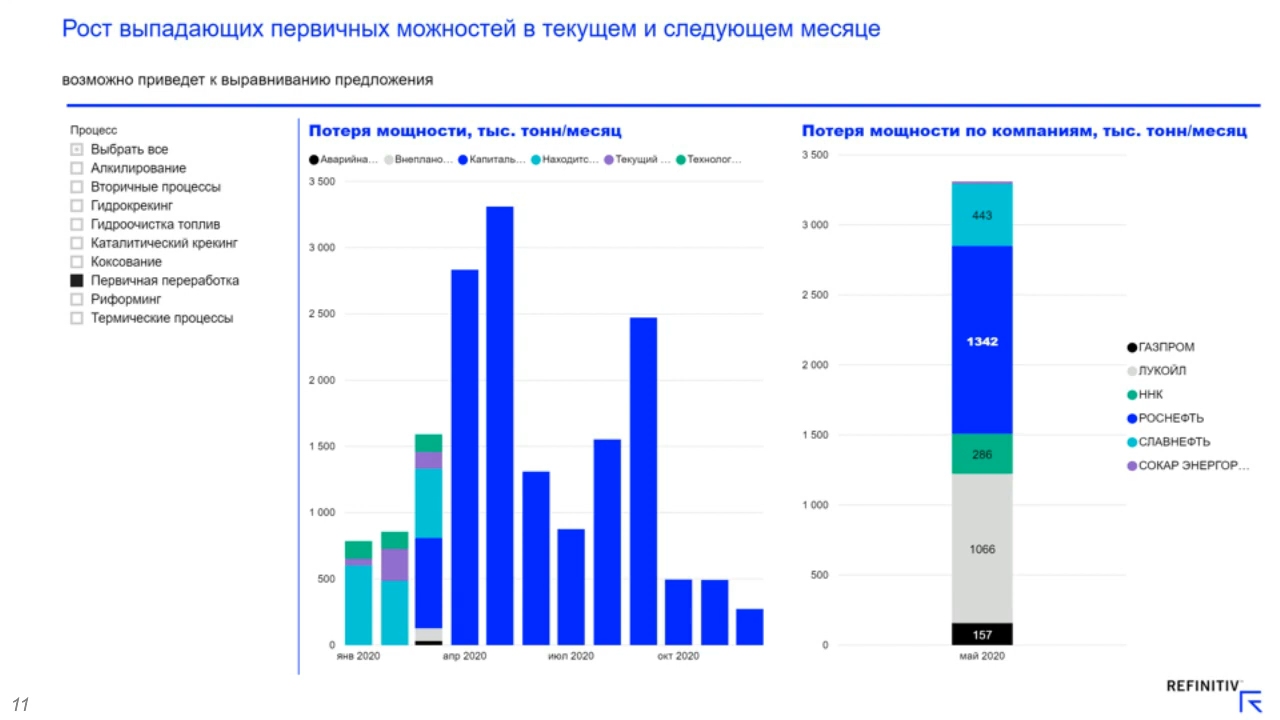 Рост выпадающих первичных можностей в текущем и следующем месяце
возможно приведет к выравниванию предложения
Процесс
Выбрать все
Алкилирование
Вторичные процессы
Гидрокрекинг
Гидроочистка топлив
Каталитический крекинг
Коксование
Первичная переработка
Риформинг
Термические процессы
Потеря мощности, тыс. тонн/месяц
Аварийна... Внеплано... Капиталь... Находитс... Текущий ... Технолог...
3 500
3 000
2 500
2 000
1 500
1 000
500
0
янв 2020 апр 2020 июл 2020 окт 2020
Потеря мощности по компаниям, тыс. тонн/месяц
3 500
3 000
2 500
2 000
1 500
1 000
500
0
443
1342
286
1066
157
май 2020
ГАЗПРОМ
ЛУКОЙЛ
ННК
РОСНЕФТЬ
СЛАВНЕФТЬ
СОКАР ЭНЕРГОР...
REFINITIV
11